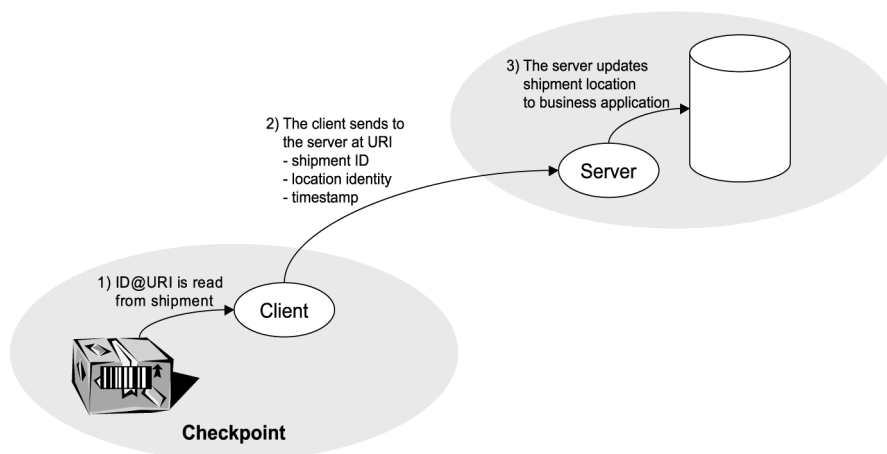 3) The server updates
shipment location
to business application
2) The client sends to
the server at URI
- shipment ID
- location identity
- timestamp
Server
1) ID@URI is read
from shipment
Client
Checkpoint